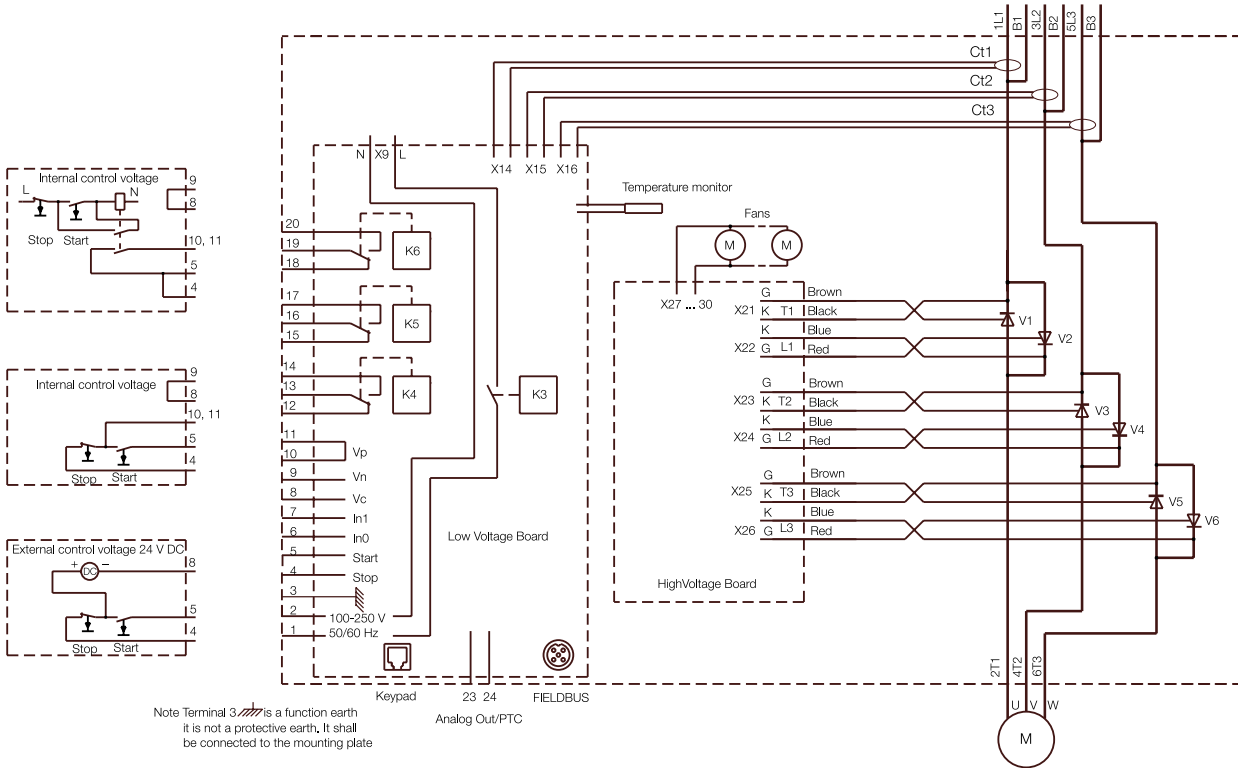 1L1
B1
3L2
B2
5L3
B3
Ct1
Ct2
Ct3
N X9 L
X14 X15 X16
Temperature monitor
Fans
M M
Internal control voltage
L N
Stop Start
9
8
10, 11
5
4
Internal control voltage
9
8
10, 11
5
4
Stop Start
External control voltage 24 V DC
+ DC −
8
5
4
Stop Start
20
19
18
K6
17
16
15
K5
14
13
12
K4
K3
11
10 Vp
9 Vn
8 Vc
7 In1
6 In0
5 Start
4 Stop
3
2 100-250 V
1 50/60 Hz
Low Voltage Board
Keypad
23 24
Analog Out/PTC
FIELDBUS
X27 ... 30
X21 G Brown
K T1 Black
X22 K Blue
G L1 Red
X23 G Brown
K T2 Black
X24 K Blue
G L2 Red
X25 G Brown
K T3 Black
X26 K Blue
G L3 Red
HighVoltage Board
V1
V2
V3
V4
V5
V6
2T1
4T2
6T3
U V W
M
Note Terminal 3 is a function earth
it is not a protective earth. It shall
be connected to the mounting plate